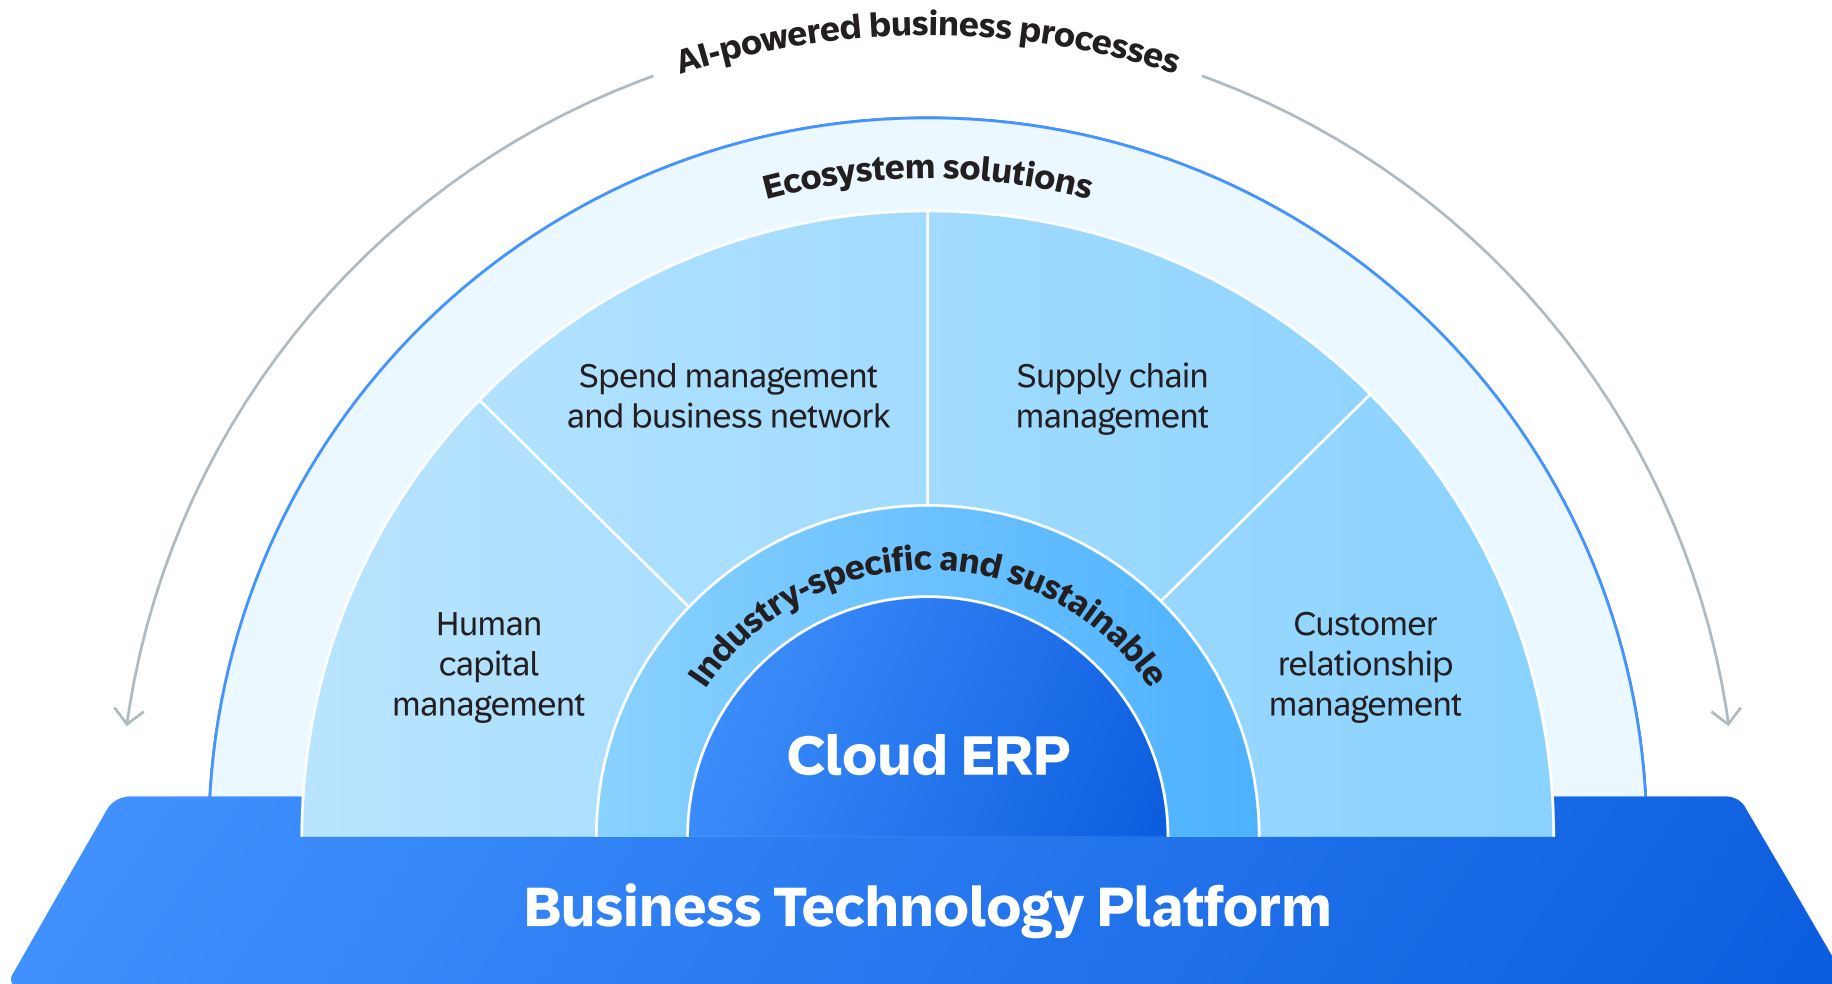 AI-powered business processes
Ecosystem solutions
Spend management
and business network
Supply chain
management
Human
capital
management
Industry-specific and sustainable
Customer
relationship
management
Cloud ERP
Business Technology Platform